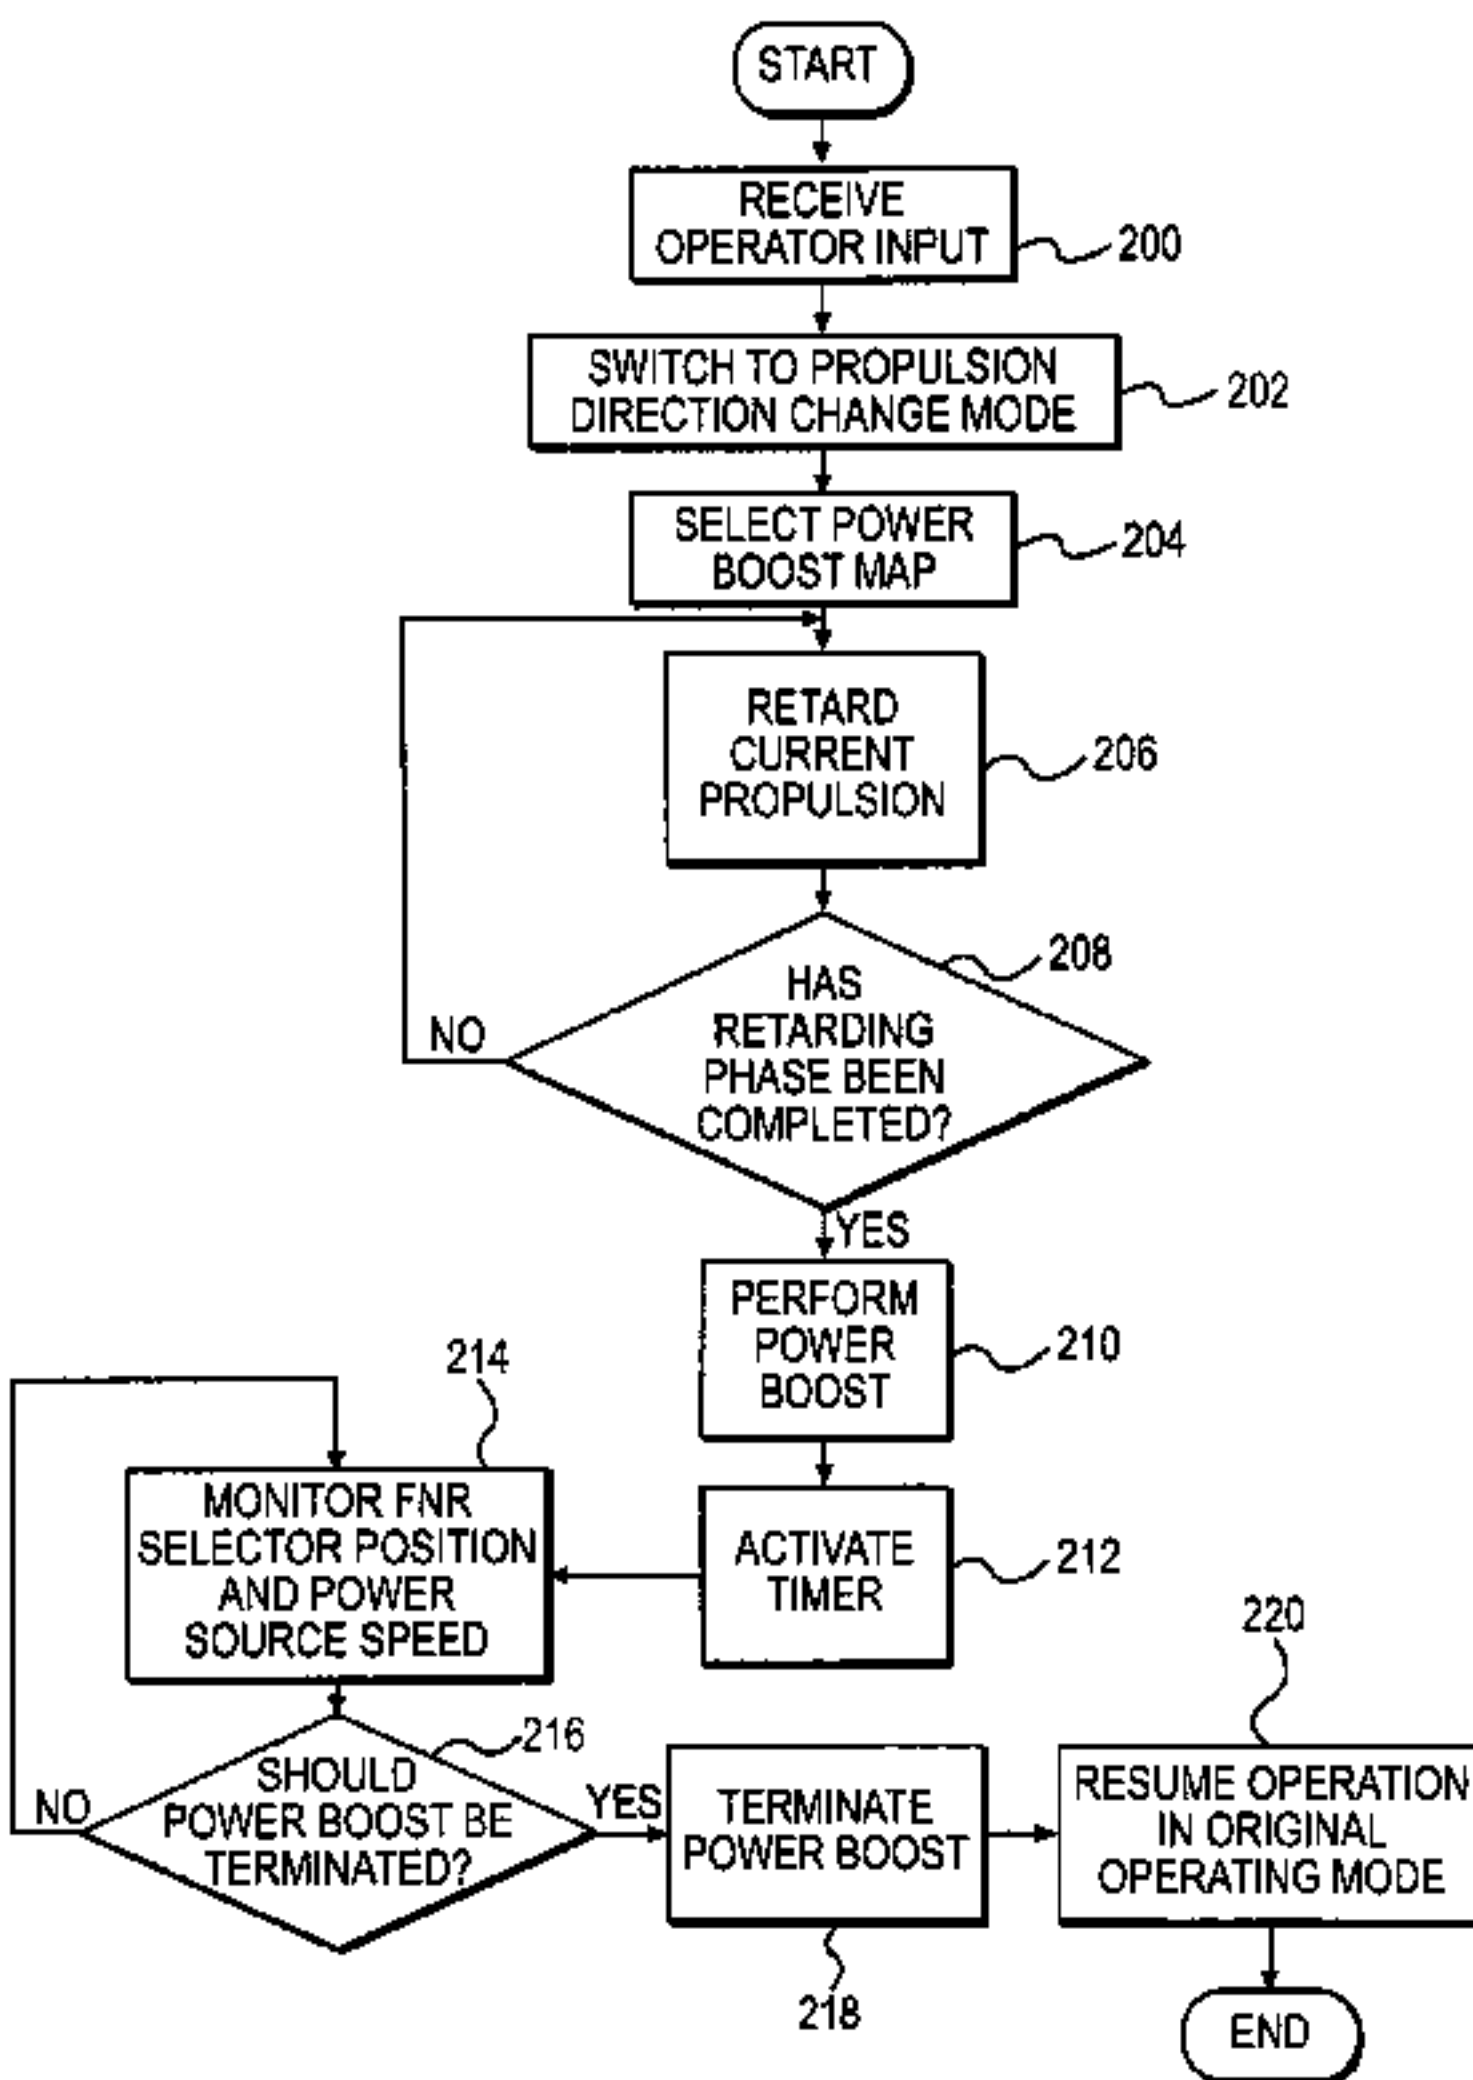 START
RECEIVE
OPERATOR INPUT
200
SWITCH TO PROPULSION
DIRECTION CHANGE MODE
202
SELECT POWER
BOOST MAP
204
RETARD
CURRENT
PROPULSION
206
208
HAS
RETARDING
PHASE BEEN
COMPLETED?
NO
YES
PERFORM
POWER
BOOST
210
ACTIVATE
TIMER
212
214
MONITOR FNR
SELECTOR POSITION
AND POWER
SOURCE SPEED
216
SHOULD
POWER BOOST BE
TERMINATED?
NO
YES
TERMINATE
POWER BOOST
218
220
RESUME OPERATION
IN ORIGINAL
OPERATING MODE
END